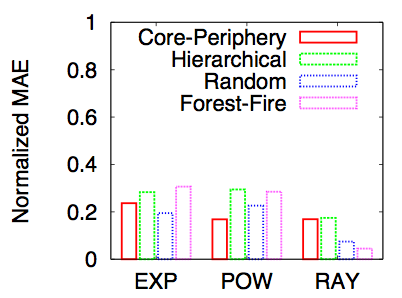 1
0.8
0.6
0.4
0.2
0
Normalized MAE
Core-Periphery
Hierarchical
Random
Forest-Fire
EXP POW RAY